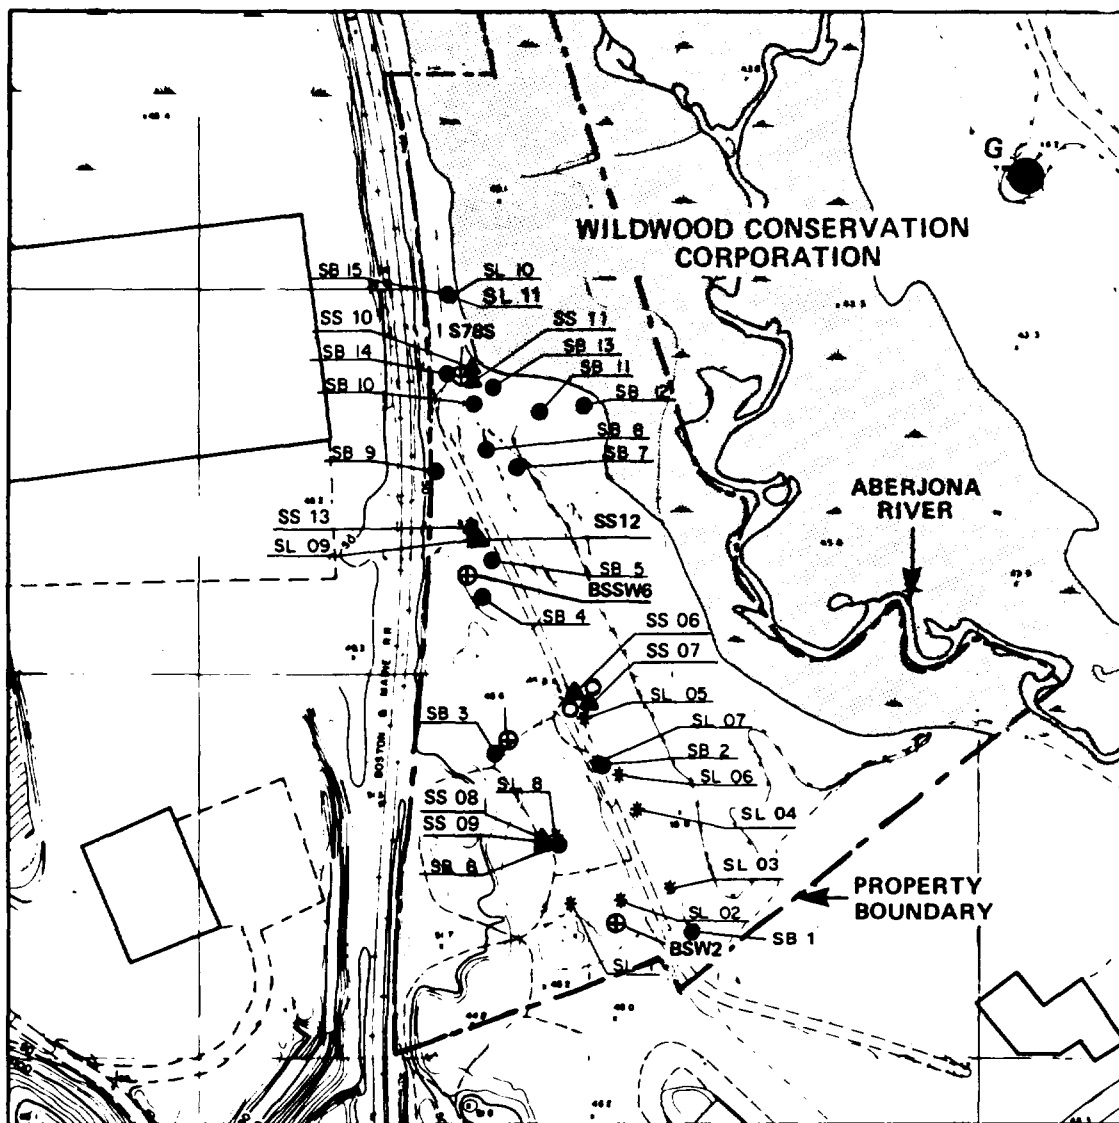 G
WILDWOOD CONSERVATION
CORPORATION
SB 15
SL 10
SL 11
SS 10
S78S
SS 11
SB 14
SB 13
SB 11
SB 10
SB 12
SB 8
SB 9
SB 7
ABERJONA
RIVER
SS 13
SS12
SL 09
SB 5
BSSW6
SB 4
SS 06
SS 07
BOSTON & MAINE RR
SL 05
SB 3
SL 07
SB 2
SL 06
SL 8
SS 08
SL 04
SS 09
SB 6
SL 03
PROPERTY
BOUNDARY
SL 02
SB 1
BSW2
SL 1